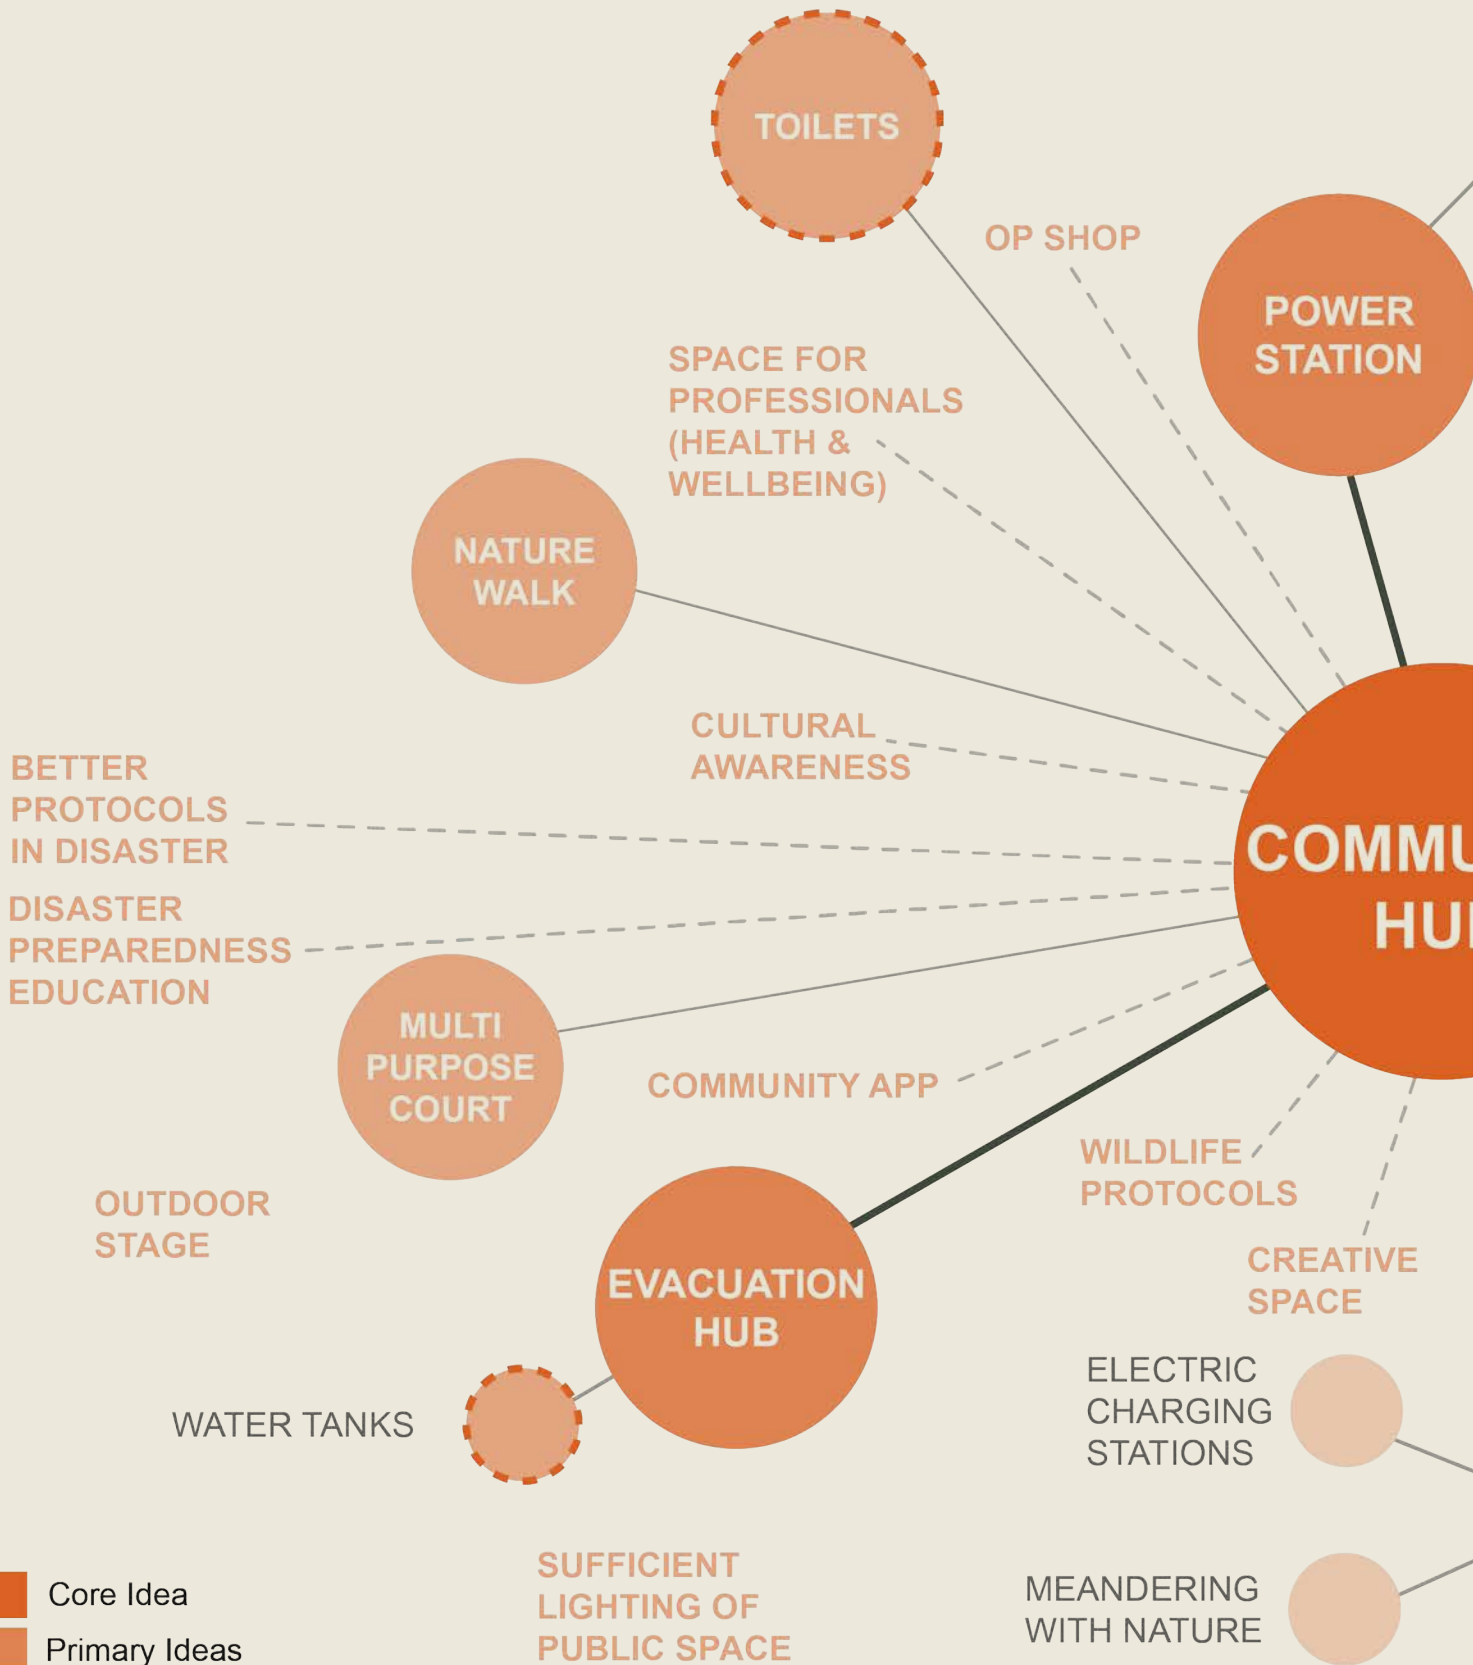 TOILETS
OP SHOP
POWER
STATION
SPACE FOR
PROFESSIONALS
(HEALTH &
WELLBEING)
NATURE
WALK
CULTURAL
AWARENESS
BETTER
PROTOCOLS
IN DISASTER
COMMU
HU
DISASTER
PREPAREDNESS
EDUCATION
MULTI
PURPOSE
COURT
COMMUNITY APP
WILDLIFE
PROTOCOLS
OUTDOOR
STAGE
CREATIVE
SPACE
EVACUATION
HUB
WATER TANKS
ELECTRIC
CHARGING
STATIONS
SUFFICIENT
LIGHTING OF
PUBLIC SPACE
MEANDERING
WITH NATURE
Core Idea
Primary Ideas